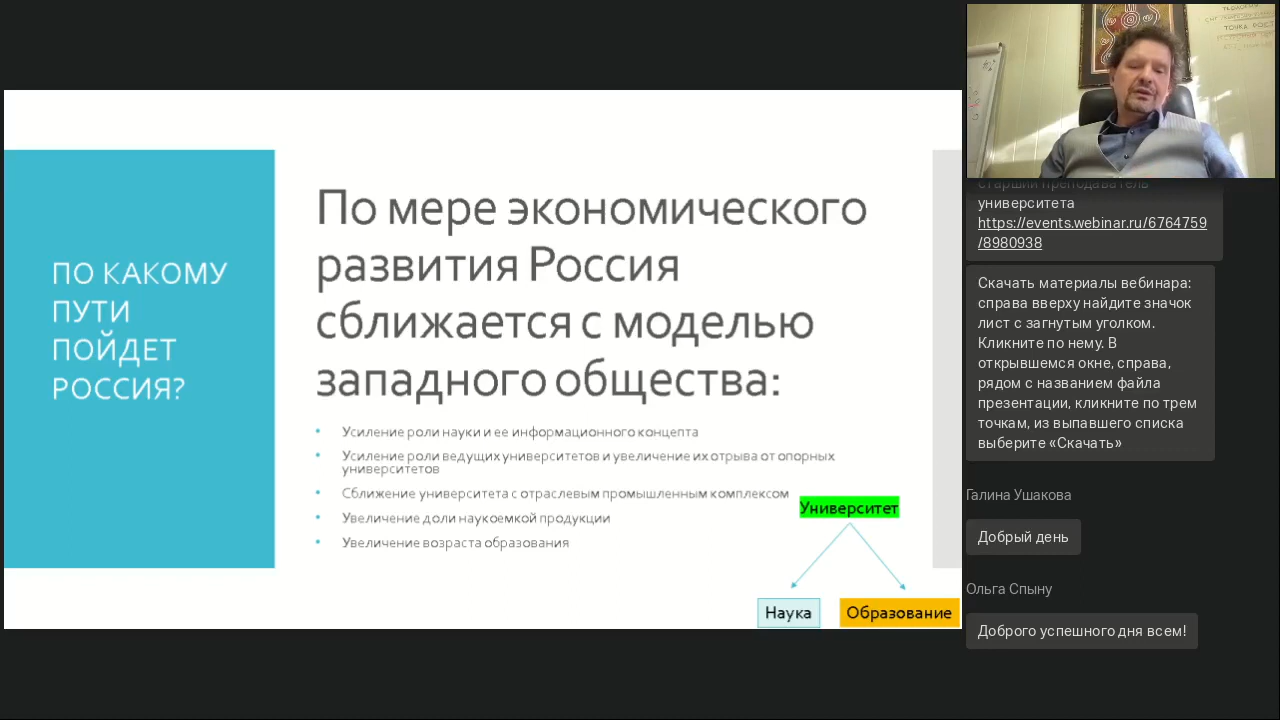 ПО КАКОМУ
ПУТИ
ПОЙДЕТ
РОССИЯ?
По мере экономического
развития Россия
сближается с моделью
западного общества:
• Усиление роли науки и ее информационного концепта
• Усиление роли ведущих университетов и увеличение их отрыва от опорных
университетов
• Сближение университета с отраслевым промышленным комплексом
• Увеличение доли наукоемкой продукции
• Увеличение возраста образования
Университет
Наука
Образование
ТОЧКА РОСТ
старший преподаватель
университета
https://events.webinar.ru/6764759
/8980938
Скачать материалы вебинара:
справа вверху найдите значок
лист с загнутым уголком.
Кликните по нему. В
открывшемся окне, справа,
рядом с названием файла
презентации, кликните по трем
точкам, из выпавшего списка
выберите «Скачать»
Галина Ушакова
Добрый день
Ольга Спыну
Доброго успешного дня всем!